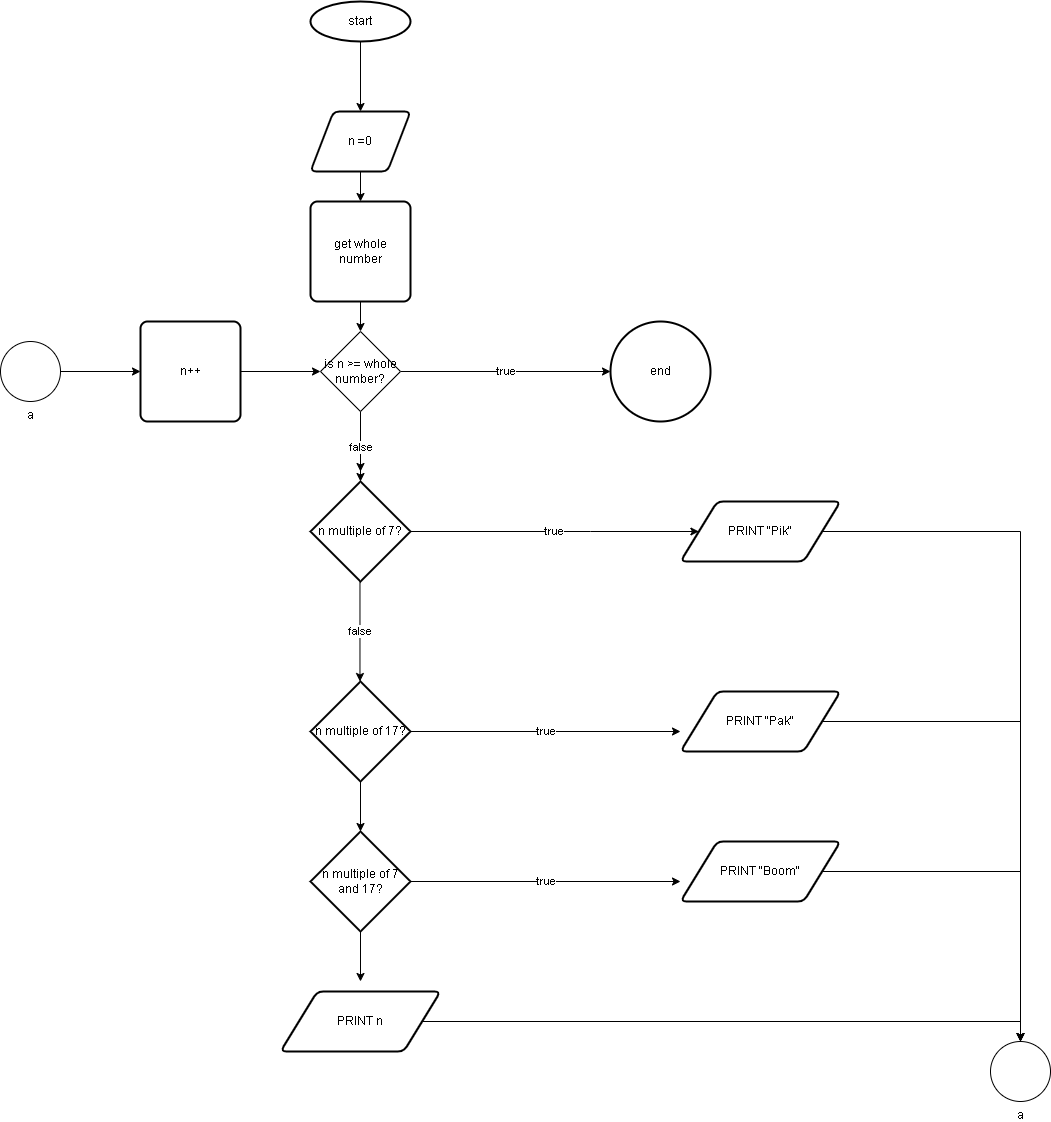 start
n =0
get whole
number
a
n++
is n >= whole
number?
true
end
false
n multiple of 7?
true
PRINT "Pik"
false
n multiple of 17?
true
PRINT "Pak"
n multiple of 7
and 17?
true
PRINT "Boom"
PRINT n
a